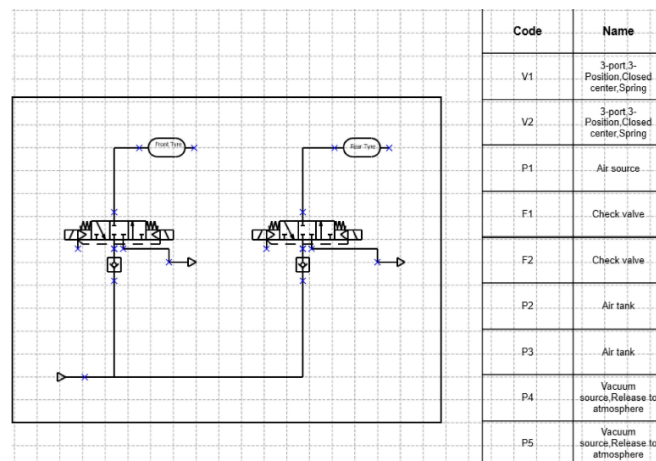 Code Name
V1 3-port,3-
Position,Closed
center,Spring
V2 3-port,3-
Position,Closed
center,Spring
P1 Air source
F1 Check valve
F2 Check valve
P2 Air tank
P3 Air tank
P4 Vacuum
source,Release to
atmosphere
P5 Vacuum
source,Release to
atmosphere
Front Tyre
Rear Tyre